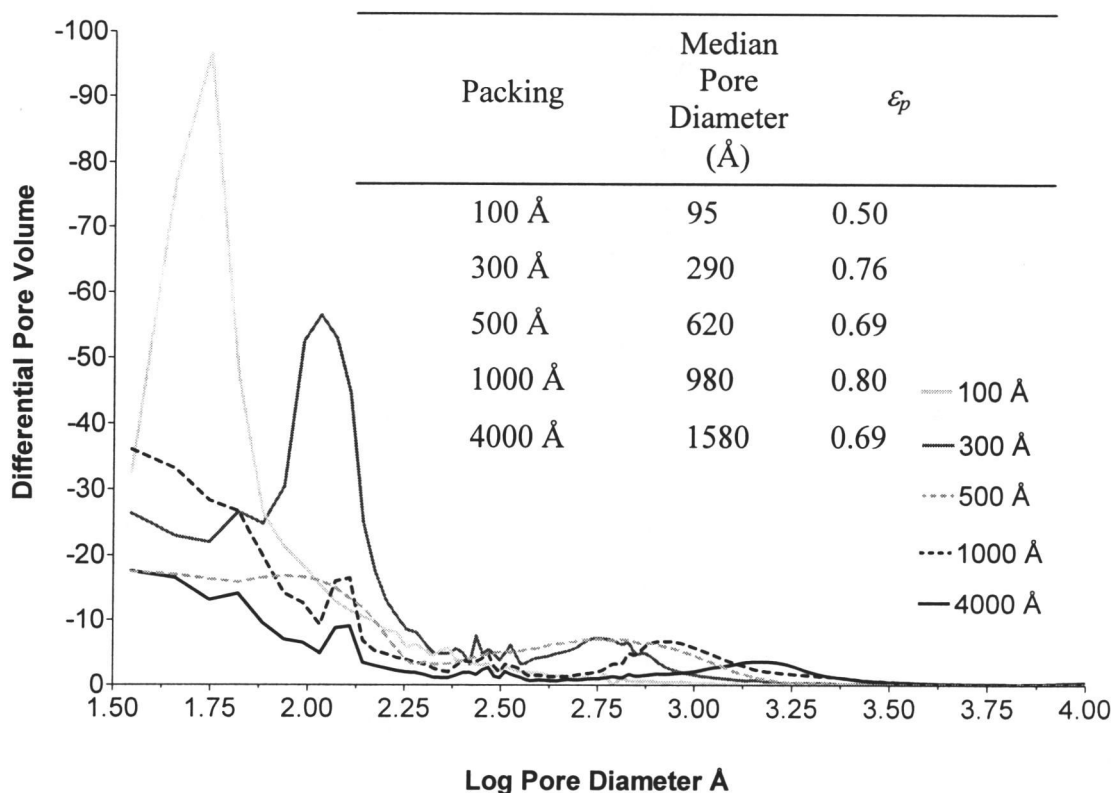 Median
Pore
Packing Diameter εp
(Å)
100 Å 95 0.50
300 Å 290 0.76
500 Å 620 0.69
1000 Å 980 0.80
4000 Å 1580 0.69
Differential Pore Volume
-100
-90
-80
-70
-60
-50
-40
-30
-20
-10
0
1.50 1.75 2.00 2.25 2.50 2.75 3.00 3.25 3.50 3.75 4.00
Log Pore Diameter Å
100 Å
300 Å
500 Å
1000 Å
4000 Å